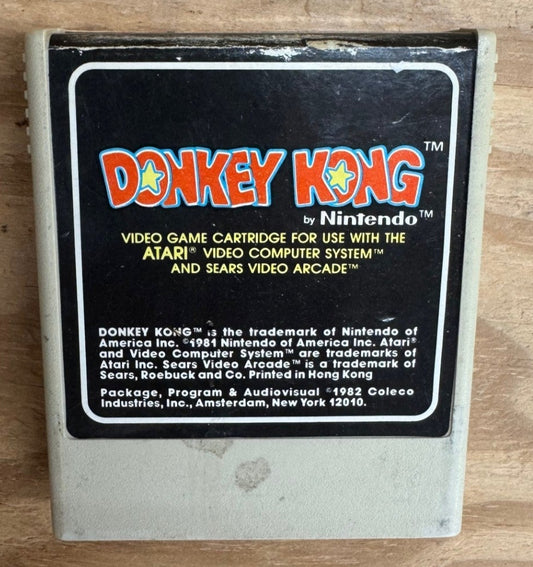 DONKEY KONG™
by Nintendo™
VIDEO GAME CARTRIDGE FOR USE WITH THE
ATARI® VIDEO COMPUTER SYSTEM™
AND SEARS VIDEO ARCADE™
DONKEY KONG™ is the trademark of Nintendo of
America Inc. ©1981 Nintendo of America Inc. Atari®
and Video Computer System™ are trademarks of
Atari Inc. Sears Video Arcade™ is a trademark of
Sears, Roebuck and Co. Printed in Hong Kong
Package, Program & Audiovisual ©1982 Coleco
Industries, Inc., Amsterdam, New York 12010.